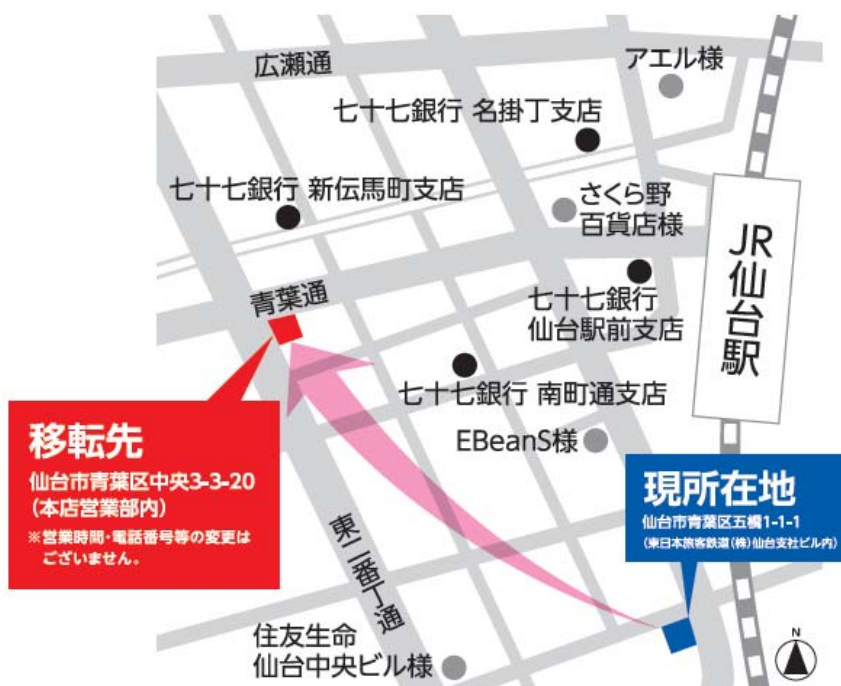 広瀬通
アエル様
七十七銀行 名掛丁支店
七十七銀行 新伝馬町支店
さくら野
百貨店様
JR仙台駅
青葉通
七十七銀行
仙台駅前支店
七十七銀行 南町通支店
EBeanS様
移転先
仙台市青葉区中央3-3-20
(本店営業部内)
※営業時間・電話番号等の変更は
ございません。
現所在地
仙台市青葉区五橋1-1-1
(東日本旅客鉄道(株)仙台支社ビル内)
東二番丁通
住友生命
仙台中央ビル様
N